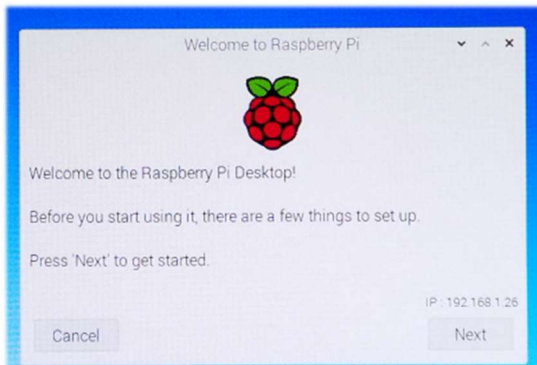 Welcome to Raspberry Pi
Welcome to the Raspberry Pi Desktop!
Before you start using it, there are a few things to set up.
Press 'Next' to get started.
IP : 192.168.1.26
Cancel
Next